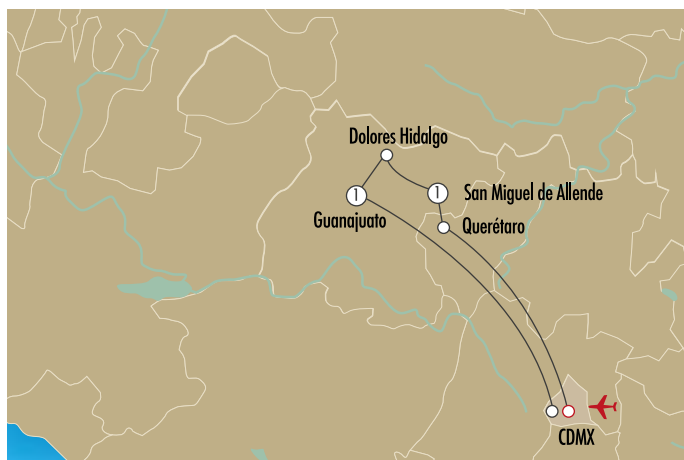 Dolores Hidalgo
1
1
San Miguel de Allende
Guanajuato
Querétaro
CDMX